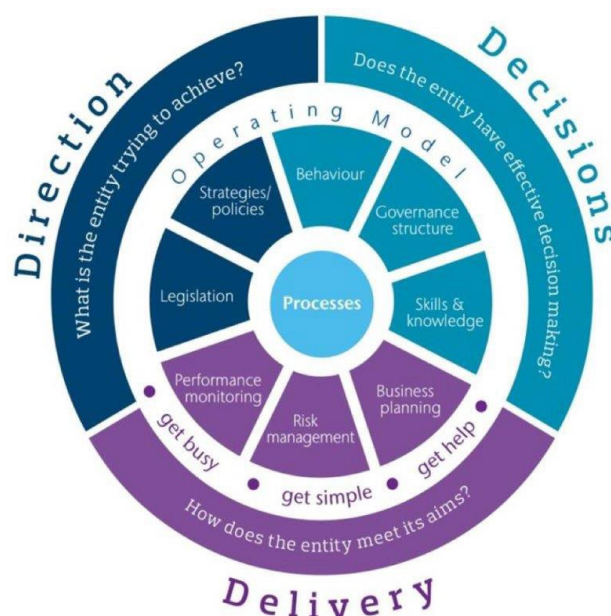 Direction
What is the entity trying to achieve?
Decisions
Does the entity have effective decision making?
Operating Model
Strategies/
policies
Behaviour
Governance
structure
Legislation
Processes
Skills &
knowledge
Performance
monitoring
Risk
management
Business
planning
get busy
get simple
get help
How does the entity meet its aims?
Delivery